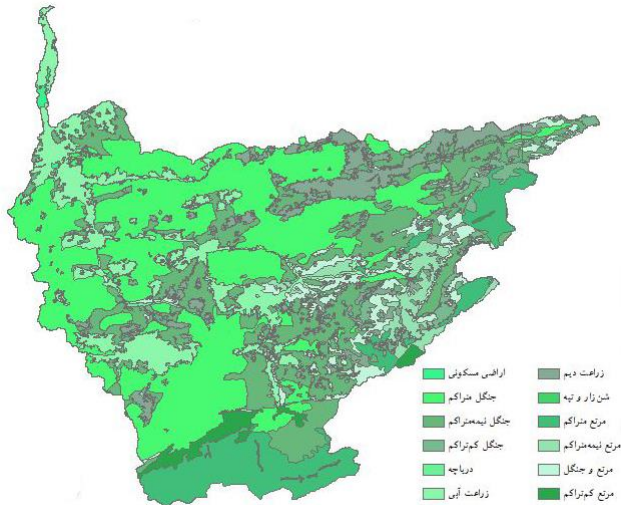 اراضی مسکونی
جنگل متراکم
جنگل نیمه‌متراکم
جنگل کم‌تراکم
دریاچه
زراعت آبی
زراعت دیم
شن زار و تپه
مرتع متراکم
مرتع نیمه‌متراکم
مرتع و جنگل
مرتع کم‌تراکم